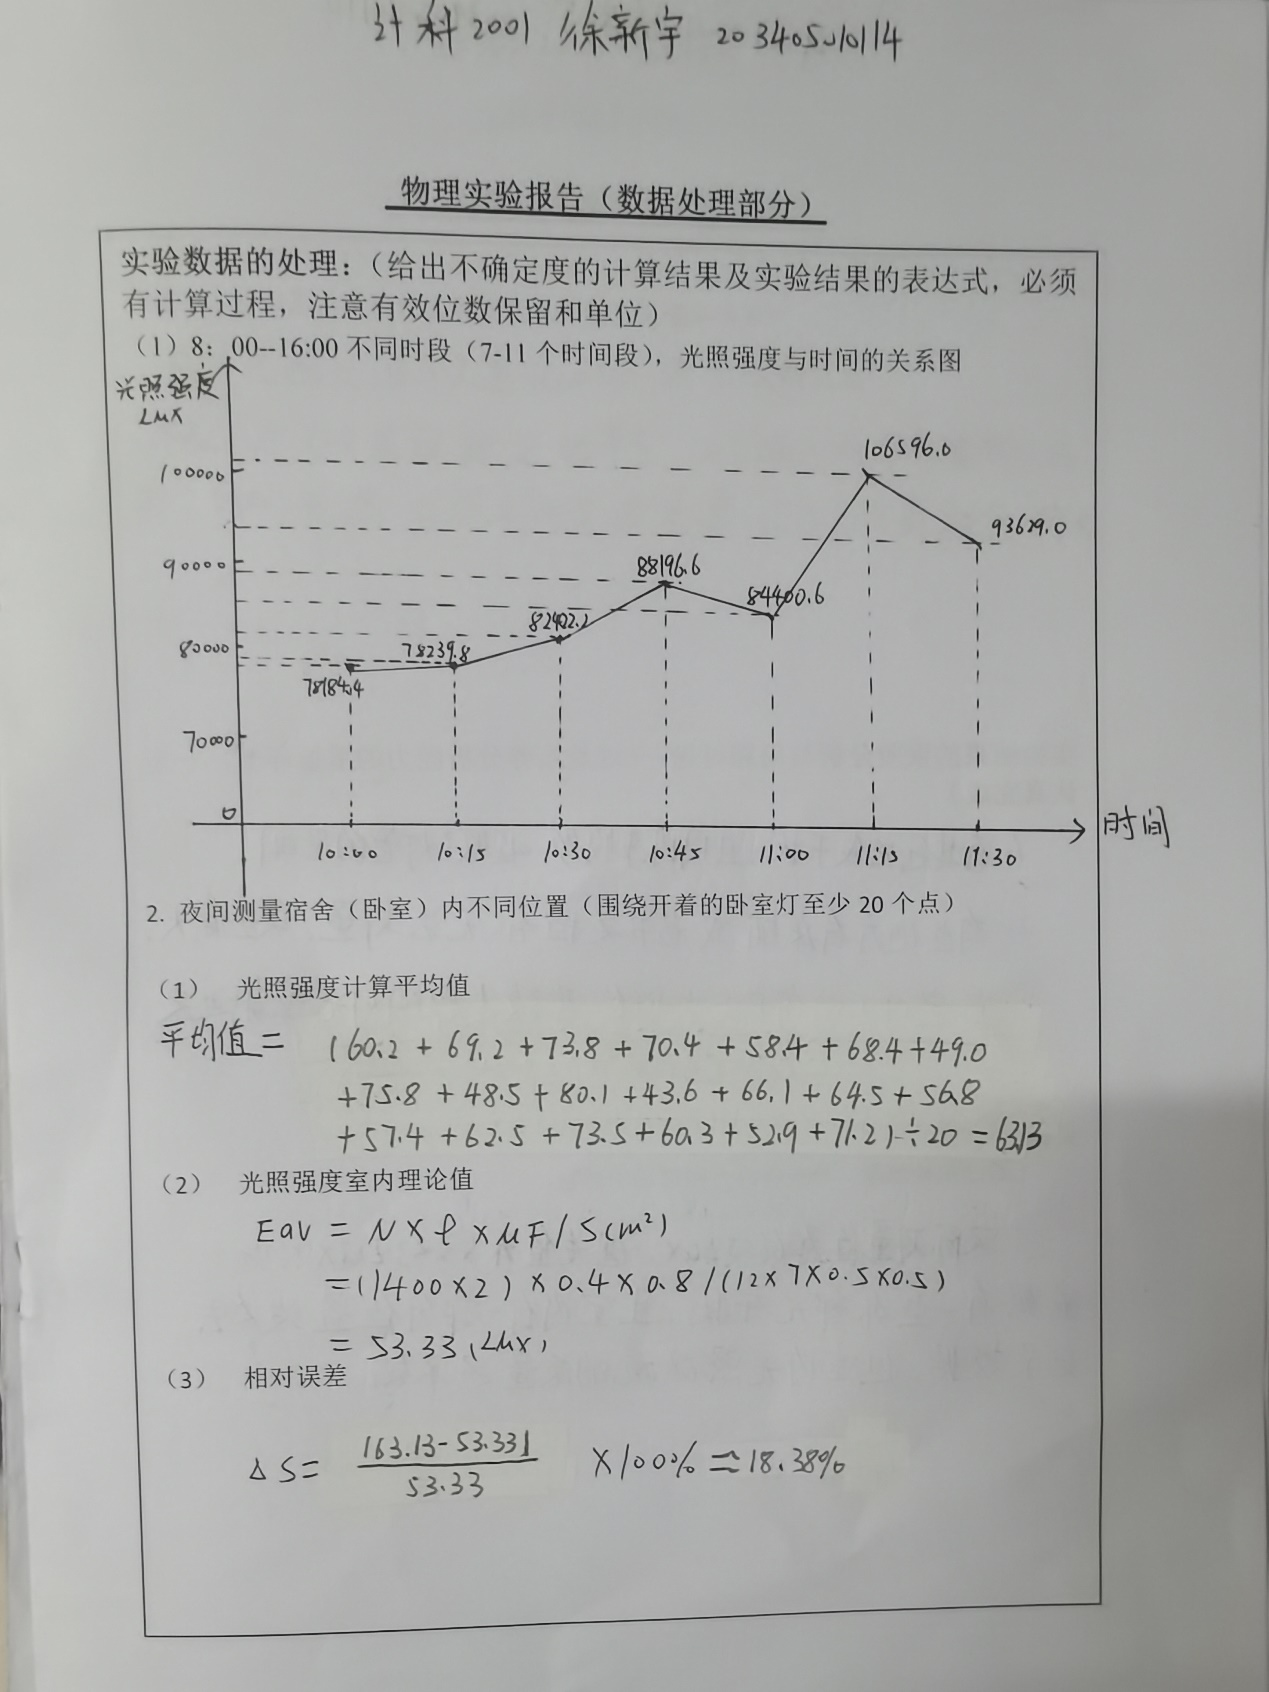 计科2001 徐新宇 203405010114
物理实验报告（数据处理部分）
实验数据的处理：（给出不确定度的计算结果及实验结果的表达式，必须
有计算过程，注意有效位数保留和单位）
（1）8：00--16:00 不同时段（7-11 个时间段），光照强度与时间的关系图
光照强度
Lux
106596.0
100000
93629.0
90000
88196.6
84400.6
82402.2
80000
78239.8
78184.4
70000
0
时间
10:00 10:15 10:30 10:45 11:00 11:15 11:30
2. 夜间测量宿舍（卧室）内不同位置（围绕开着的卧室灯至少 20 个点）
（1） 光照强度计算平均值
平均值= (60.2+69.2+73.8+70.4+58.4+68.4+49.0
+75.8+48.5+80.1+43.6+66.1+64.5+56.8
+57.4+62.5+73.5+60.3+52.9+71.2)÷20=63.13
（2） 光照强度室内理论值
Eav = N×φ×MF/S(m²)
=(1400×2)×0.4×0.8/(12×7×0.5×0.5)
=53.33(Lux)
（3） 相对误差
ΔS= |63.13-53.33| ×100%≈18.38%
53.33